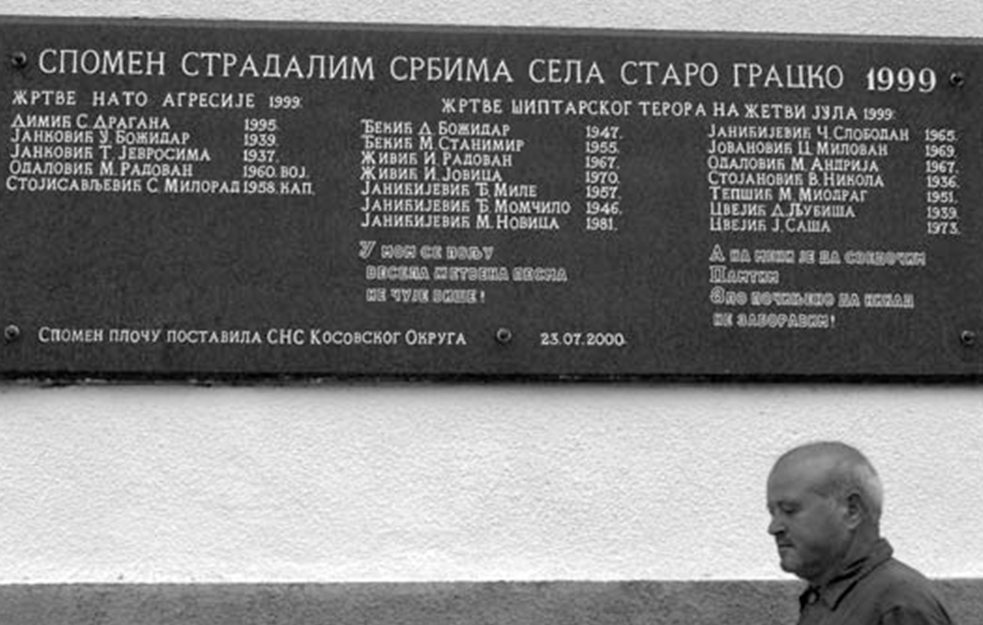 СПОМЕН СТРАДАЛИМ СРБИМА СЕЛА СТАРО ГРАЦКО 1999
ЖРТВЕ НАТО АГРЕСИЈЕ 1999.
ДИМИЋ С. ДРАГАНА 1995.
ЈАНКОВИЋ У. БОЖИДАР 1939.
ЈАНКОВИЋ Т. ЈЕВРОСИМА 1937.
ОДАЛОВИЋ М. РАДОВАН 1960. ВОЈ.
СТОЈИСАВЉЕВИЋ С. МИЛОРАД 1958. КАП.
ЖРТВЕ ШИПТАРСКОГ ТЕРОРА НА ЖЕТВИ ЈУЛА 1999.
ЂЕКИЋ Д. БОЖИДАР 1947.
ЂЕКИЋ М. СТАНИМИР 1955.
ЖИВИЋ И. РАДОВАН 1967.
ЖИВИЋ И. ЈОВИЦА 1970.
ЈАНИЋИЈЕВИЋ Ђ. МИЛЕ 1957.
ЈАНИЋИЈЕВИЋ Ђ. МОМЧИЛО 1946.
ЈАНИЋИЈЕВИЋ М. НОВИЦА 1981.
ЈАНИЋИЈЕВИЋ Ч. СЛОБОДАН 1965.
ЈОВАНОВИЋ Ц. МИЛОВАН 1969.
ОДАЛОВИЋ М. АНДРИЈА 1967.
СТОЈАНОВИЋ В. НИКОЛА 1936.
ТЕПШИЋ М. МИОДРАГ 1951.
ЦВЕЈИЋ Д. ЉУБИША 1939.
ЦВЕЈИЋ Ј. САША 1973.
У МОМ СЕ ПОЉУ
ВЕСЕЛА ЖЕТВЕНА ПЕСМА
НЕ ЧУЈЕ ВИШЕ!
А НА МЕНИ ЈЕ ДА СВЕДОЧИМ
ПАМТИМ
ЗЛО ПОЧИЊЕНО ДА НИКАД
НЕ ЗАБОРАВИМ!
СПОМЕН ПЛОЧУ ПОСТАВИЛА СНС КОСОВСКОГ ОКРУГА 23.07.2000.